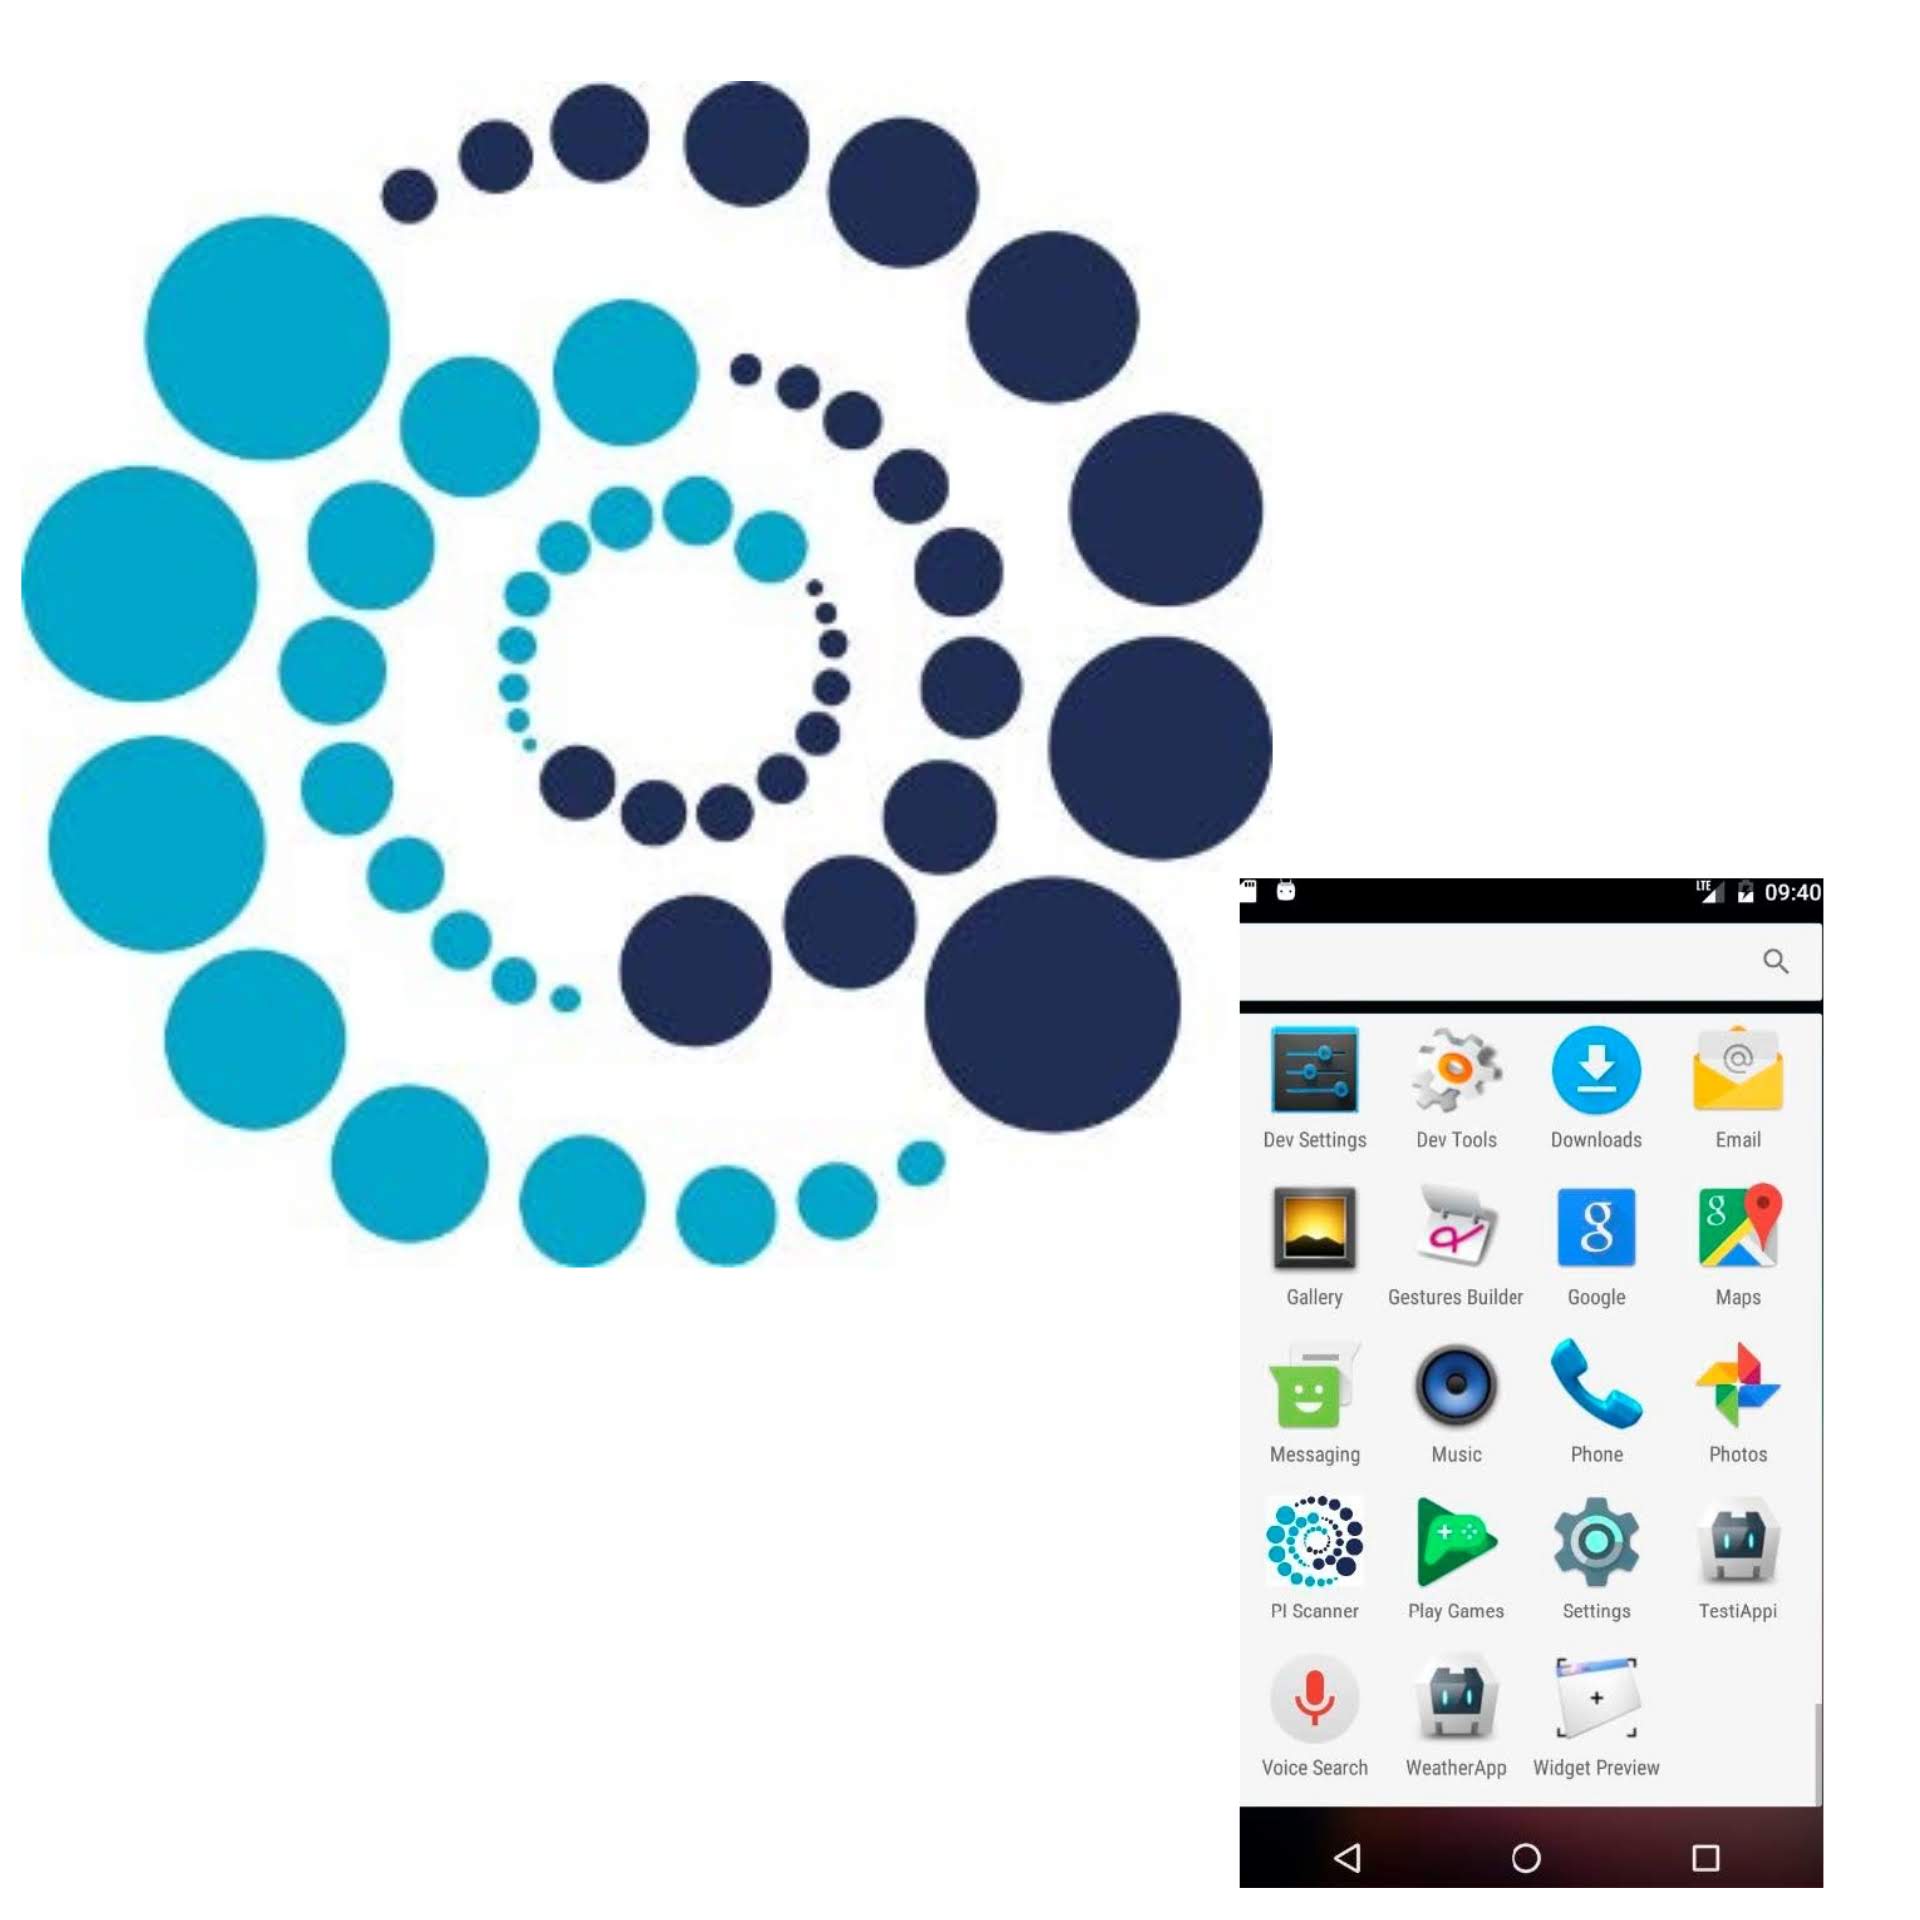 LTE 09:40
Dev Settings Dev Tools Downloads Email
Gallery Gestures Builder Google Maps
Messaging Music Phone Photos
PI Scanner Play Games Settings TestiAppi
Voice Search WeatherApp Widget Preview